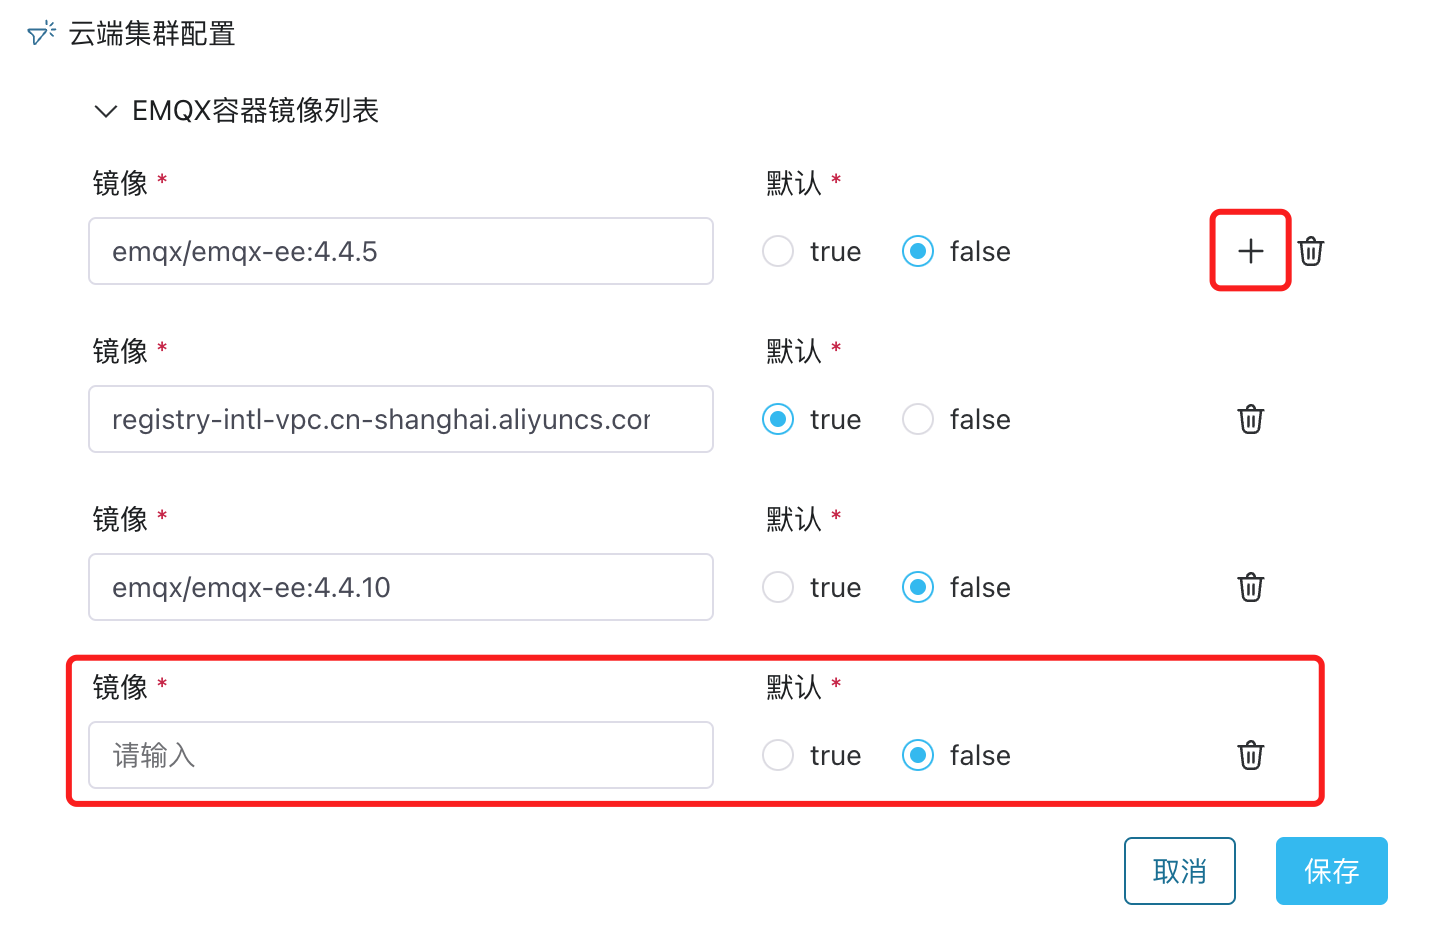 云端集群配置
EMQX容器镜像列表
镜像 * 默认 *
emqx/emqx-ee:4.4.5 true false
镜像 * 默认 *
registry-intl-vpc.cn-shanghai.aliyuncs.cor true false
镜像 * 默认 *
emqx/emqx-ee:4.4.10 true false
镜像 * 默认 *
请输入 true false
取消 保存